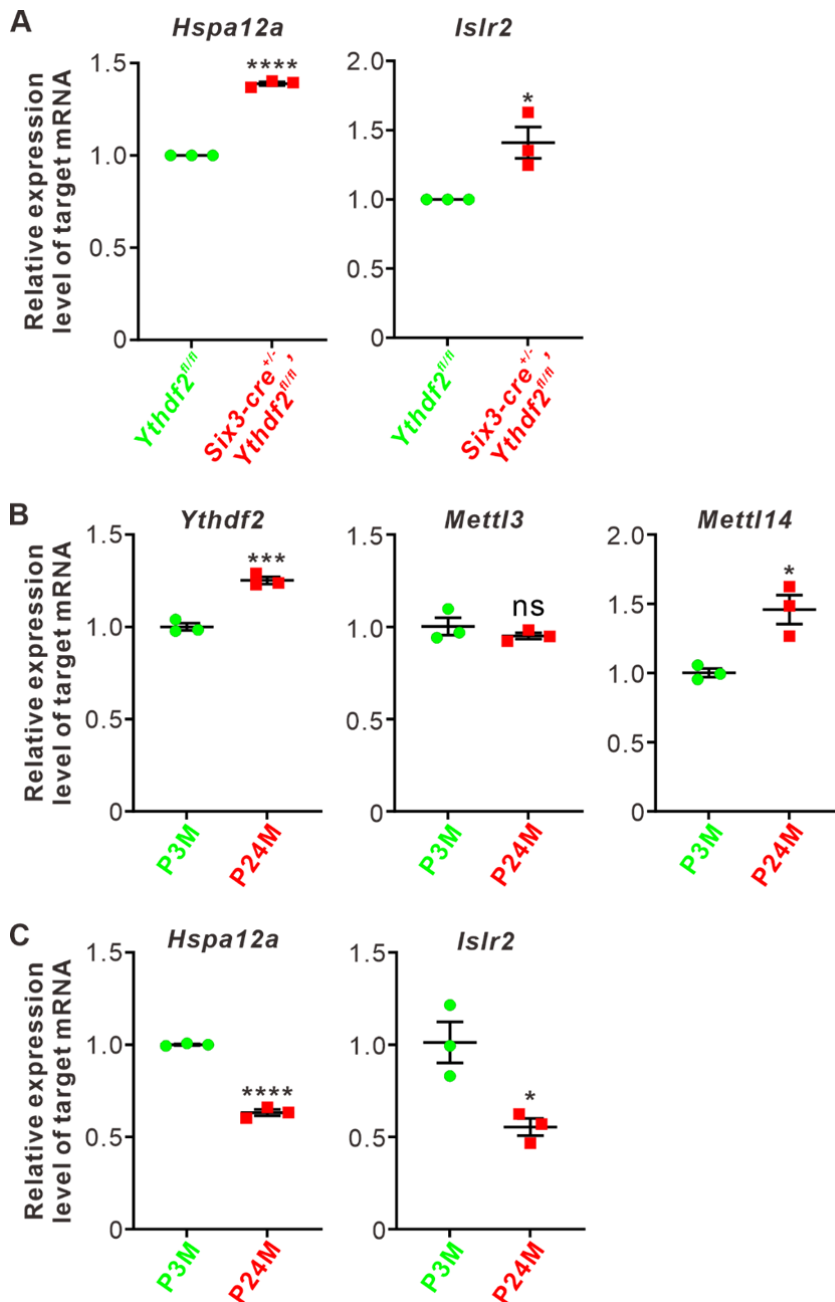 A
Hspa12a
Islr2
Relative expression
level of target mRNA
1.5
1.0
0.5
0
****
2.0
1.5
1.0
0.5
0
*
Ythdf2fl/fl
Six3-cre+/-,
Ythdf2fl/fl
Ythdf2fl/fl
Six3-cre+/-,
Ythdf2fl/fl
B
Ythdf2
Mettl3
Mettl14
Relative expression
level of target mRNA
1.5
1.0
0.5
0
***
1.5
1.0
0.5
0
ns
2.0
1.5
1.0
0.5
0
*
P3M
P24M
P3M
P24M
P3M
P24M
C
Hspa12a
Islr2
Relative expression
level of target mRNA
1.5
1.0
0.5
0
****
1.5
1.0
0.5
0
*
P3M
P24M
P3M
P24M